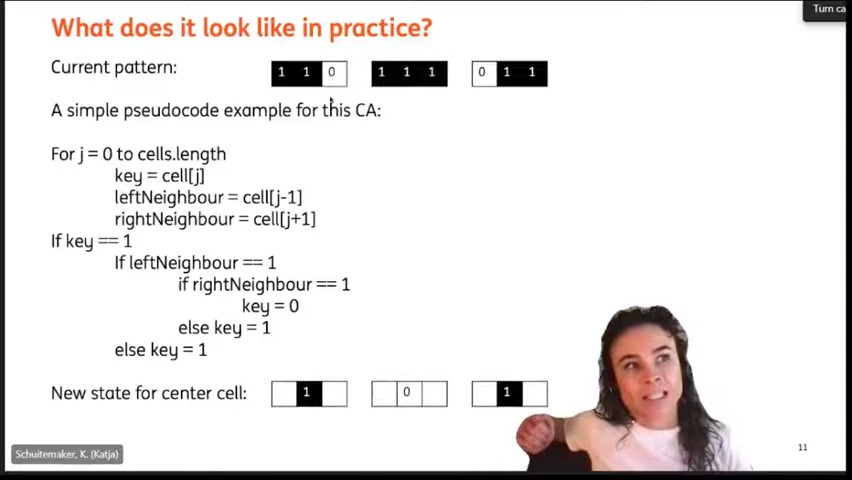 Turn ca
What does it look like in practice?
Current pattern: 1 1 0 1 1 1 0 1 1
A simple pseudocode example for this CA:
For j = 0 to cells.length
key = cell[j]
leftNeighbour = cell[j-1]
rightNeighbour = cell[j+1]
If key == 1
If leftNeighbour == 1
if rightNeighbour == 1
key = 0
else key = 1
else key = 1
New state for center cell: 1 0 1
Schuitemaker, K. (Katja)
11